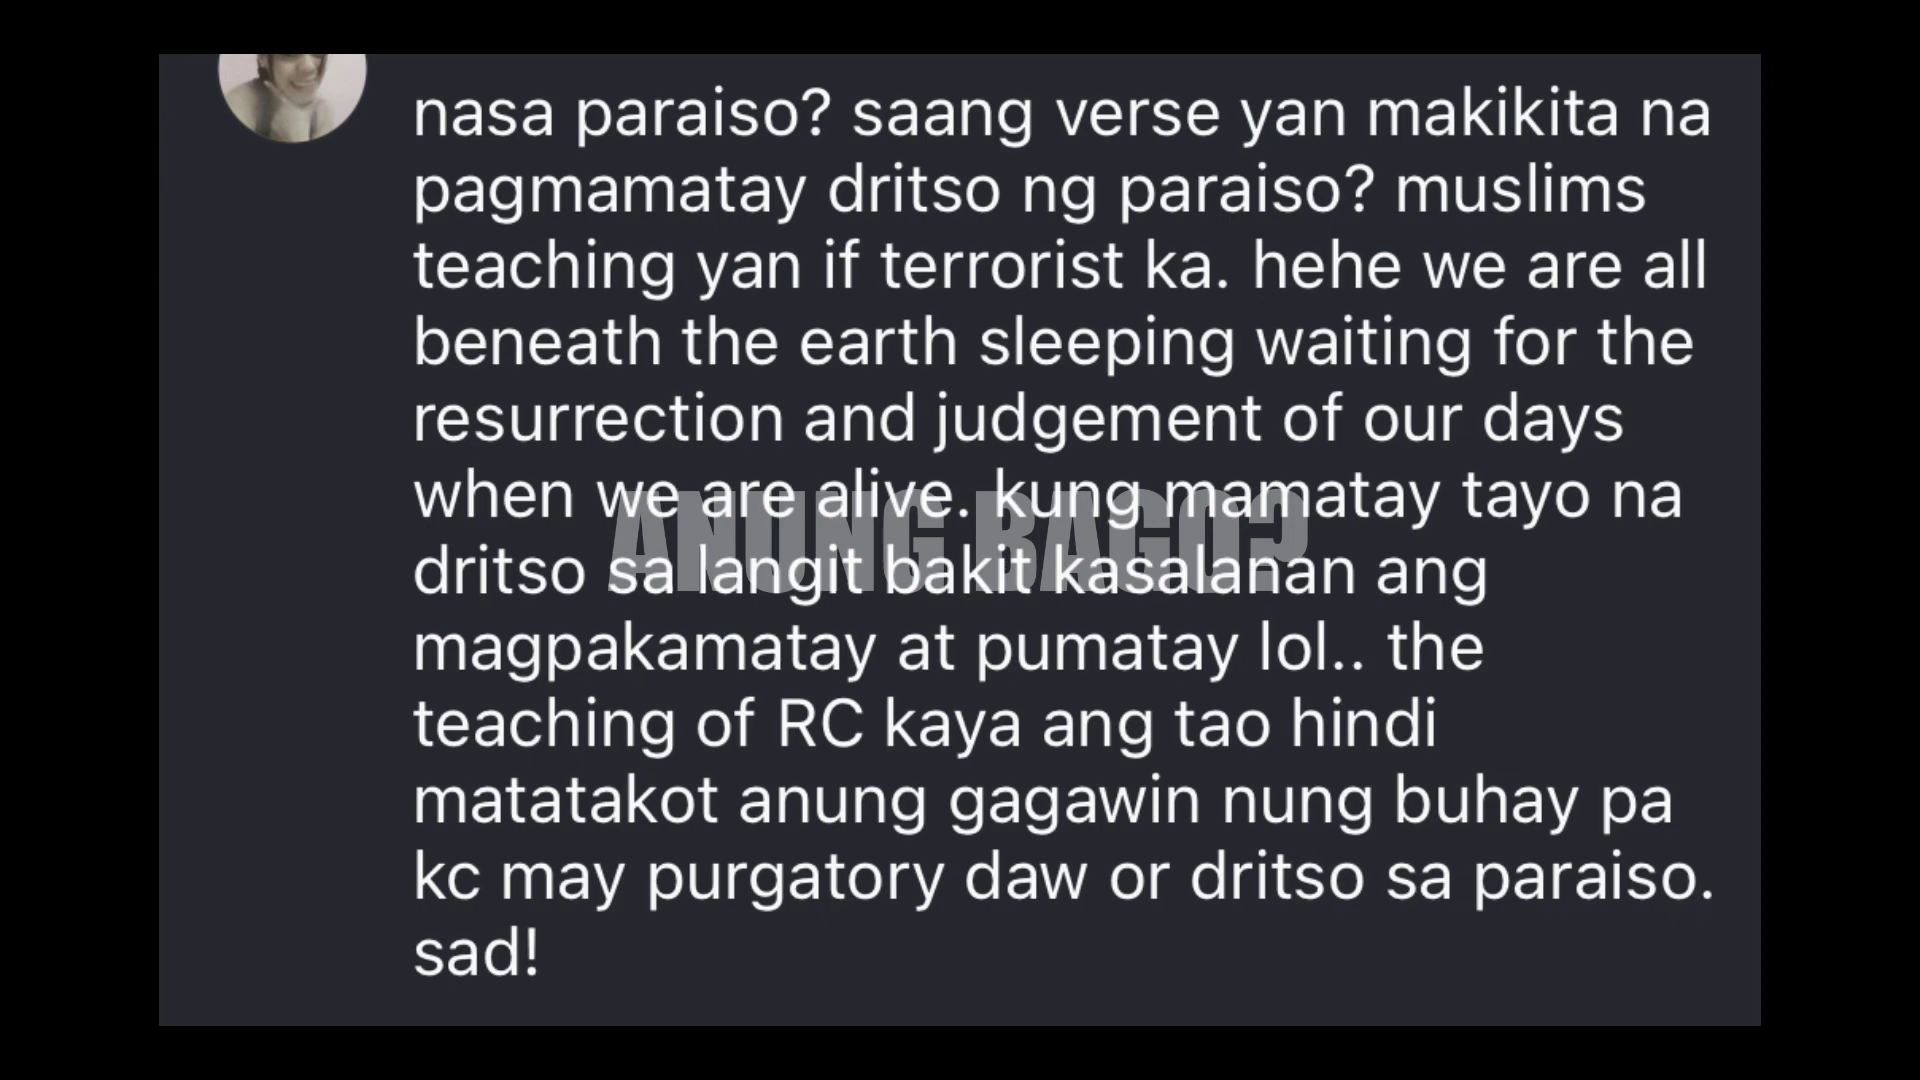 nasa paraiso? saang verse yan makikita na
pagmamatay dritso ng paraiso? muslims
teaching yan if terrorist ka. hehe we are all
beneath the earth sleeping waiting for the
resurrection and judgement of our days
when we are alive. kung mamatay tayo na
ANUNG BAGO?
dritso sa langit bakit kasalanan ang
magpakamatay at pumatay lol.. the
teaching of RC kaya ang tao hindi
matatakot anung gagawin nung buhay pa
kc may purgatory daw or dritso sa paraiso.
sad!